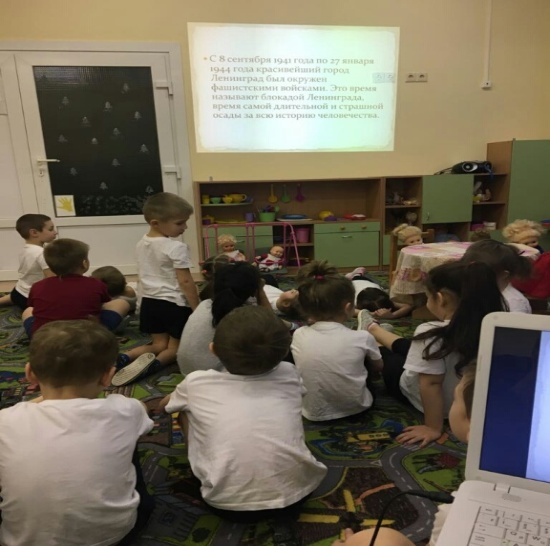 С 8 сентября 1941 года по 27 января
1944 года красивейший город
Ленинград был окружен
фашистскими войсками. Это время
называют блокадой Ленинграда,
время самой длительной и страшной
осады за всю историю человечества.